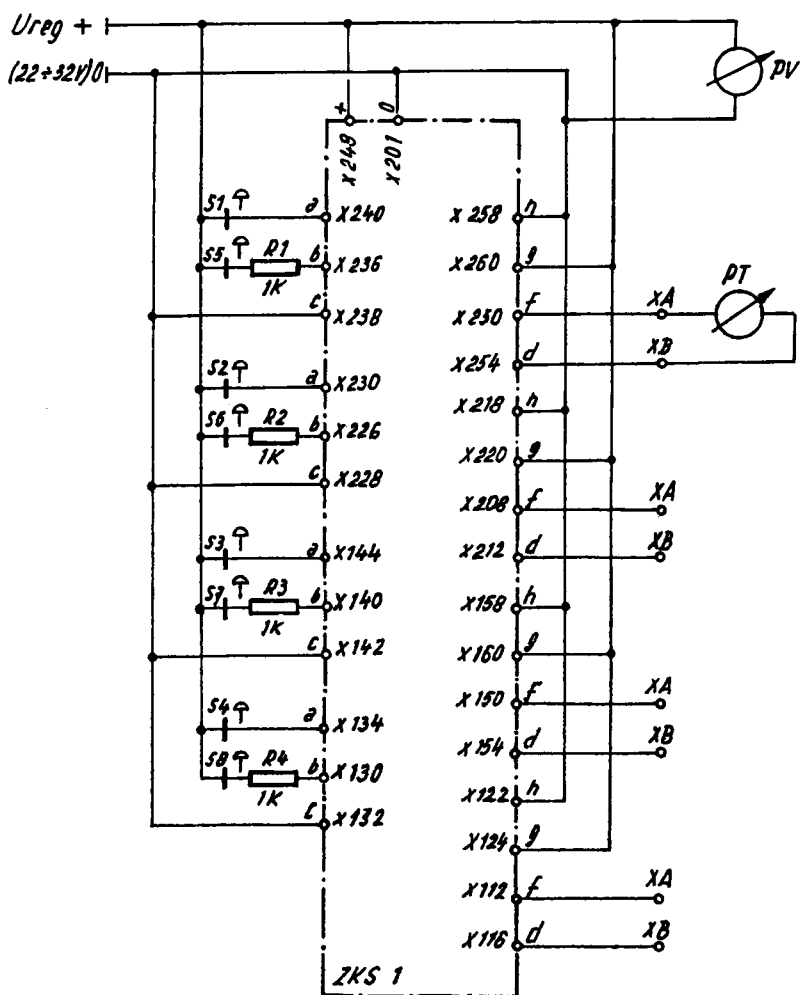 Ureg +
(22÷32V) 0
PV
+
0
X248
X201
S1
a
X240
X258
h
S5
R1
1K
b
X236
X260
g
c
X238
X250
f
XA
PT
X254
d
XB
S2
a
X230
X218
h
S6
R2
1K
b
X226
X220
g
c
X228
X208
f
XA
X212
d
XB
S3
a
X144
S7
R3
1K
b
X140
X158
h
c
X142
X160
g
X150
f
XA
S4
a
X134
X154
d
XB
S8
R4
1K
b
X130
X122
h
c
X132
X124
g
X112
f
XA
X116
d
XB
ZKS 1